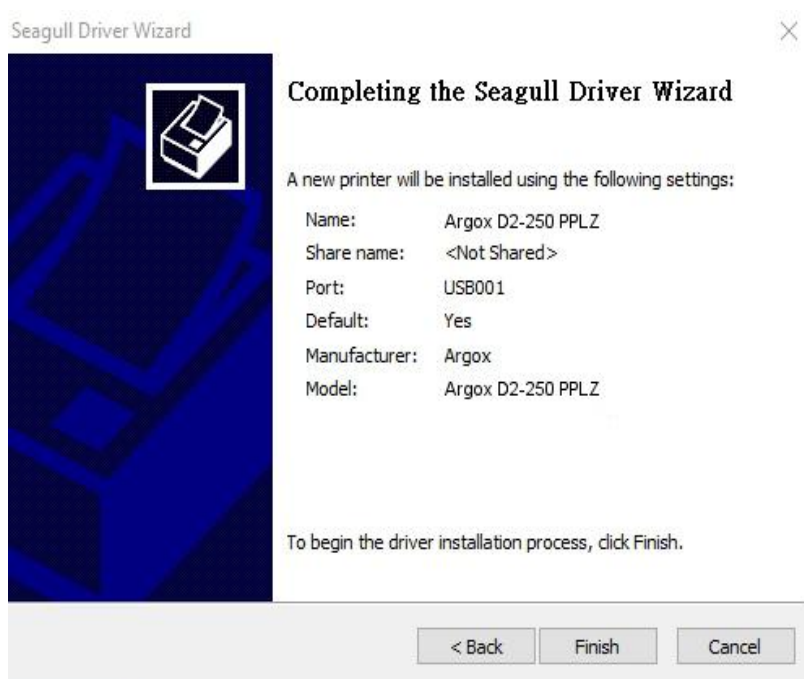 Seagull Driver Wizard
Completing the Seagull Driver Wizard
A new printer will be installed using the following settings:
Name: Argox D2-250 PPLZ
Share name: <Not Shared>
Port: USB001
Default: Yes
Manufacturer: Argox
Model: Argox D2-250 PPLZ
To begin the driver installation process, click Finish.
< Back Finish Cancel